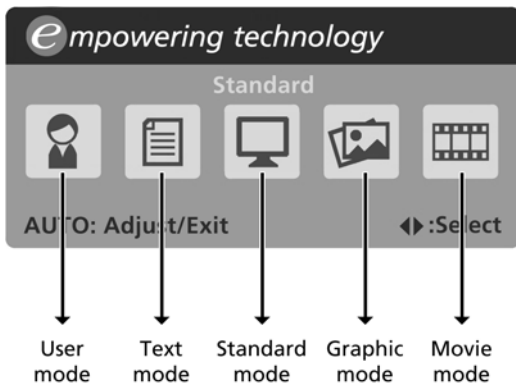 empowering technology
Standard
AUTO: Adjust/Exit ◀▶:Select
User mode
Text mode
Standard mode
Graphic mode
Movie mode